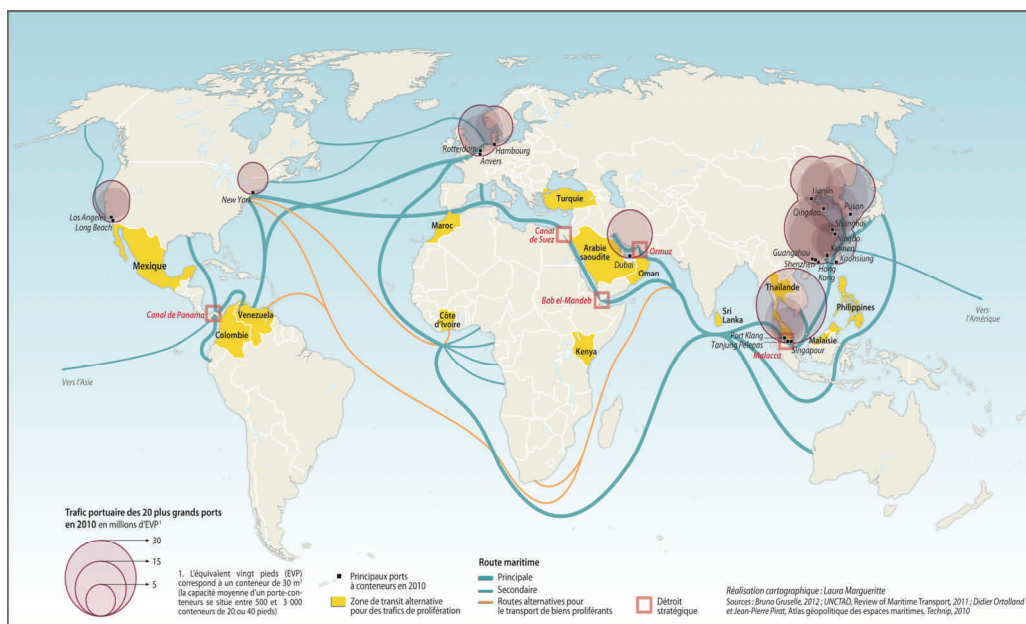 Rotterdam
Hambourg
Anvers
New York
Los Angeles
Long Beach
Mexique
Canal de Panama
Venezuela
Colombie
Vers l'Asie
Maroc
Turquie
Canal
de Suez
Arabie
saoudite
Ormuz
Dubaï
Oman
Bab el-Mandeb
Côte
d'Ivoire
Kenya
Sri
Lanka
Tianjin
Qingdao
Pusan
Shanghai
Ningbo
Xiamen
Guangzhou
Shenzhen
Hong
Kong
Kaohsiung
Thaïlande
Philippines
Port Klang
Tanjung Pelepas
Malaisie
Singapour
Malacca
Vers
l'Amérique
Trafic portuaire des 20 plus grands ports
en 2010 en millions d'EVP¹
30
15
5
1. L'équivalent vingt pieds (EVP)
correspond à un conteneur de 30 m³
(la capacité moyenne d'un porte-con-
teneurs se situe entre 500 et 3 000
conteneurs de 20 ou 40 pieds)
Principaux ports
à conteneurs en 2010
Zone de transit alternative
pour des trafics de prolifération
Route maritime
Principale
Secondaire
Routes alternatives pour
le transport de biens proliférants
Détroit
stratégique
Réalisation cartographique : Laura Margueritte
Sources : Bruno Gruselle, 2012 ; UNCTAD, Review of Maritime Transport, 2011 ; Didier Ortolland
et Jean-Pierre Pirat, Atlas géopolitique des espaces maritimes, Technip, 2010